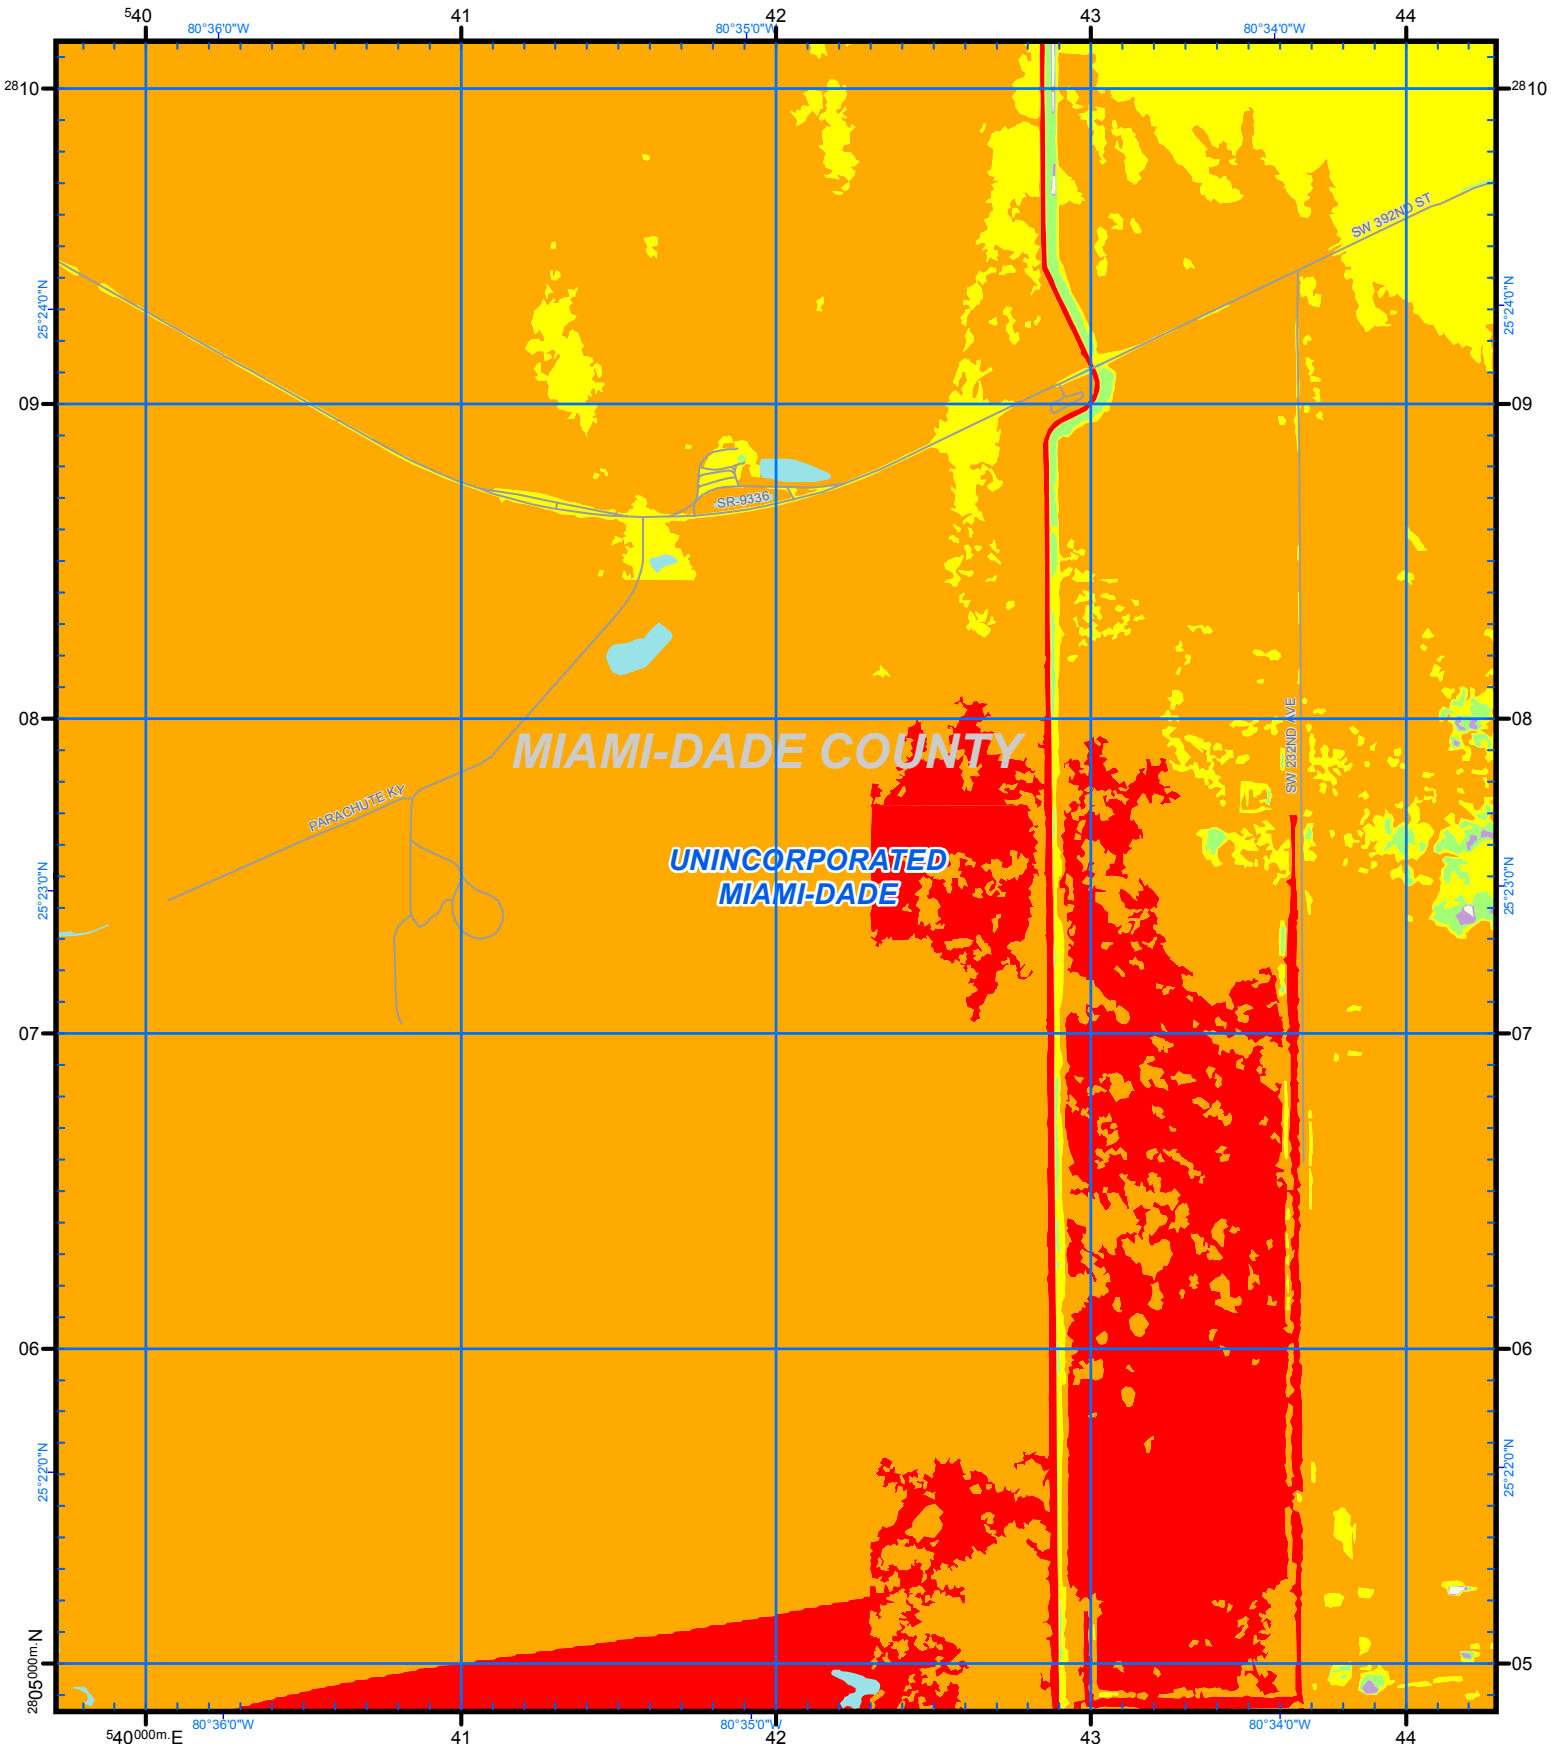 ⁵40 41 42 43 44
80°36'0"W 80°35'0"W 80°34'0"W
²⁸10 ²⁸10
SW 392ND ST
25°24'0"N 25°24'0"N
09 09
SR-9336
08 08
SW 232ND AVE
MIAMI-DADE COUNTY
PARACHUTE KY
UNINCORPORATED
MIAMI-DADE
25°23'0"N 25°23'0"N
07 07
06 06
25°22'0"N 25°22'0"N
²⁸05⁰⁰⁰ᵐ·N 05
80°36'0"W 80°35'0"W 80°34'0"W
⁵40⁰⁰⁰ᵐ·E 41 42 43 44